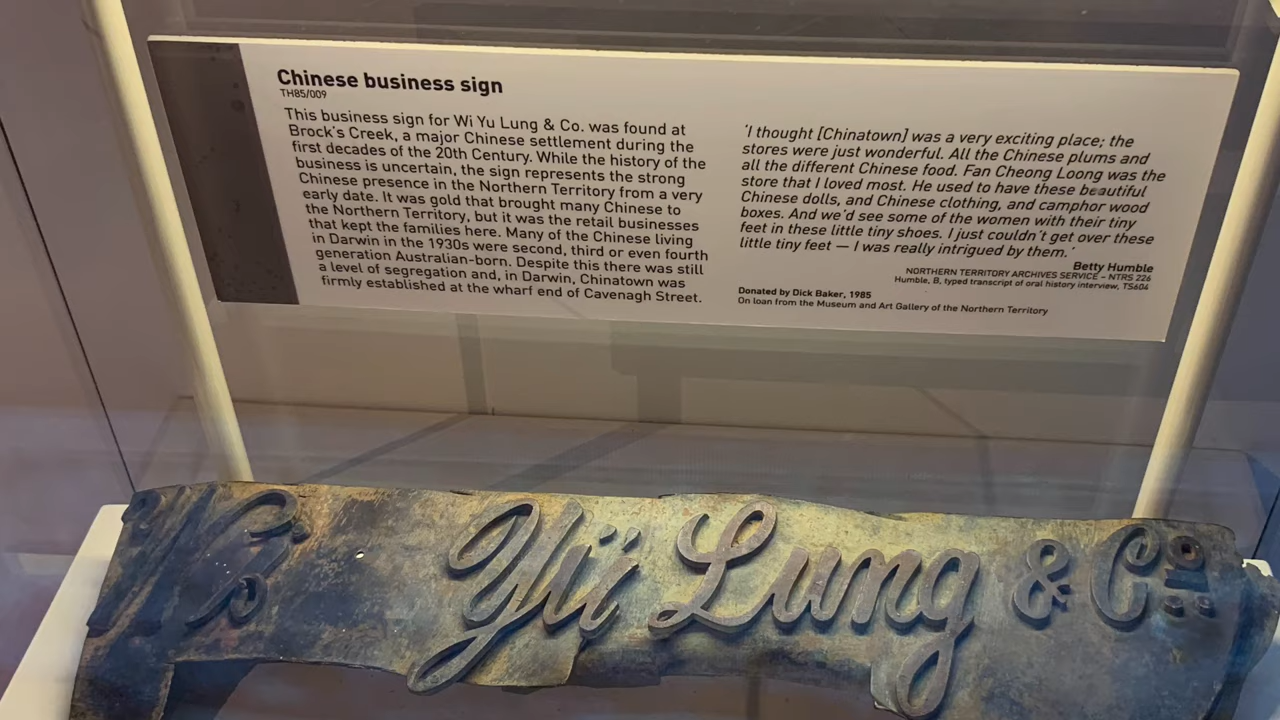 Chinese business sign
TH85/009
This business sign for Wi Yu Lung & Co. was found at
Brock's Creek, a major Chinese settlement during the
first decades of the 20th Century. While the history of the
business is uncertain, the sign represents the strong
Chinese presence in the Northern Territory from a very
early date. It was gold that brought many Chinese to
the Northern Territory, but it was the retail businesses
that kept the families here. Many of the Chinese living
in Darwin in the 1930s were second, third or even fourth
generation Australian-born. Despite this there was still
a level of segregation and, in Darwin, Chinatown was
firmly established at the wharf end of Cavenagh Street.
'I thought [Chinatown] was a very exciting place; the
stores were just wonderful. All the Chinese plums and
all the different Chinese food. Fan Cheong Loong was the
store that I loved most. He used to have these beautiful
Chinese dolls, and Chinese clothing, and camphor wood
boxes. And we'd see some of the women with their tiny
feet in these little tiny shoes. I just couldn't get over these
little tiny feet — I was really intrigued by them.'
Betty Humble
NORTHERN TERRITORY ARCHIVES SERVICE – NTRS 226
Humble, B, typed transcript of oral history interview, TS604
Donated by Dick Baker, 1985
On loan from the Museum and Art Gallery of the Northern Territory
Yü Lung & Co